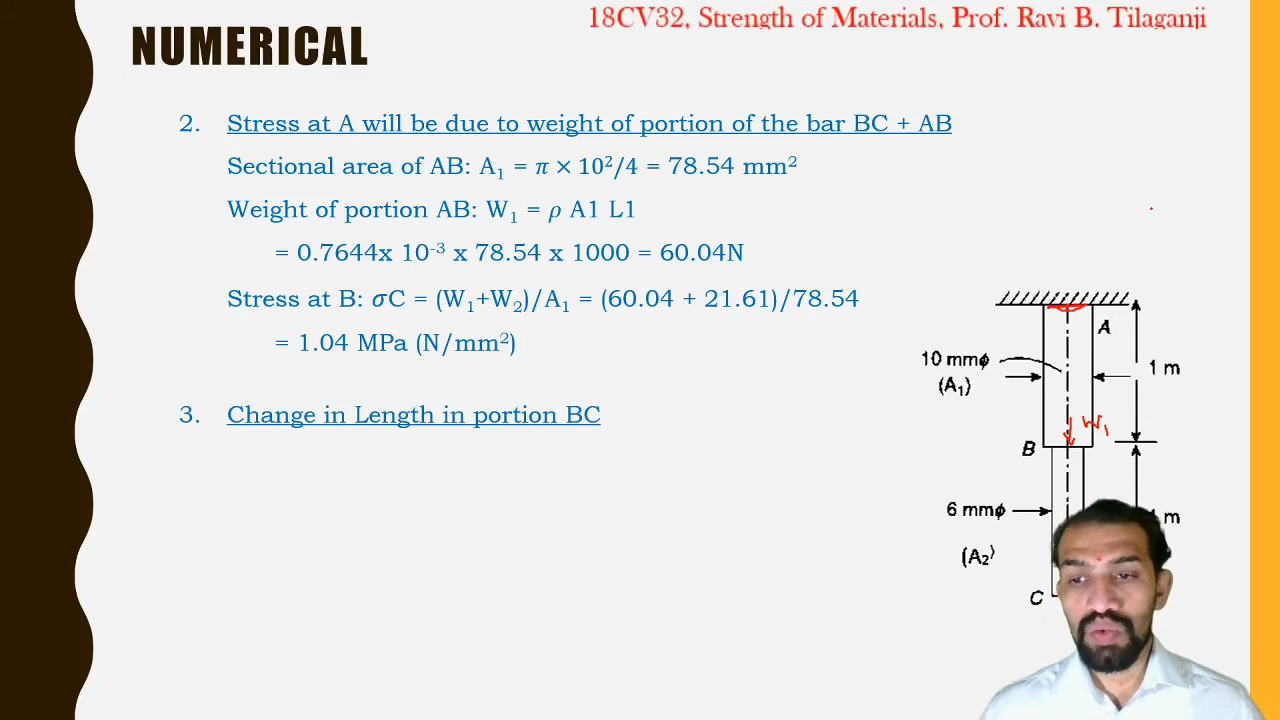 18CV32, Strength of Materials, Prof. Ravi B. Tilaganji
NUMERICAL
2. Stress at A will be due to weight of portion of the bar BC + AB
Sectional area of AB: A₁ = 𝜋 × 10²/4 = 78.54 mm²
Weight of portion AB: W₁ = 𝜌 A1 L1
= 0.7644x 10⁻³ x 78.54 x 1000 = 60.04N
Stress at B: 𝜎C = (W₁+W₂)/A₁ = (60.04 + 21.61)/78.54
= 1.04 MPa (N/mm²)
3. Change in Length in portion BC
A
10 mmϕ
(A₁)
1 m
W₁
B
6 mmϕ
m
(A₂)
C